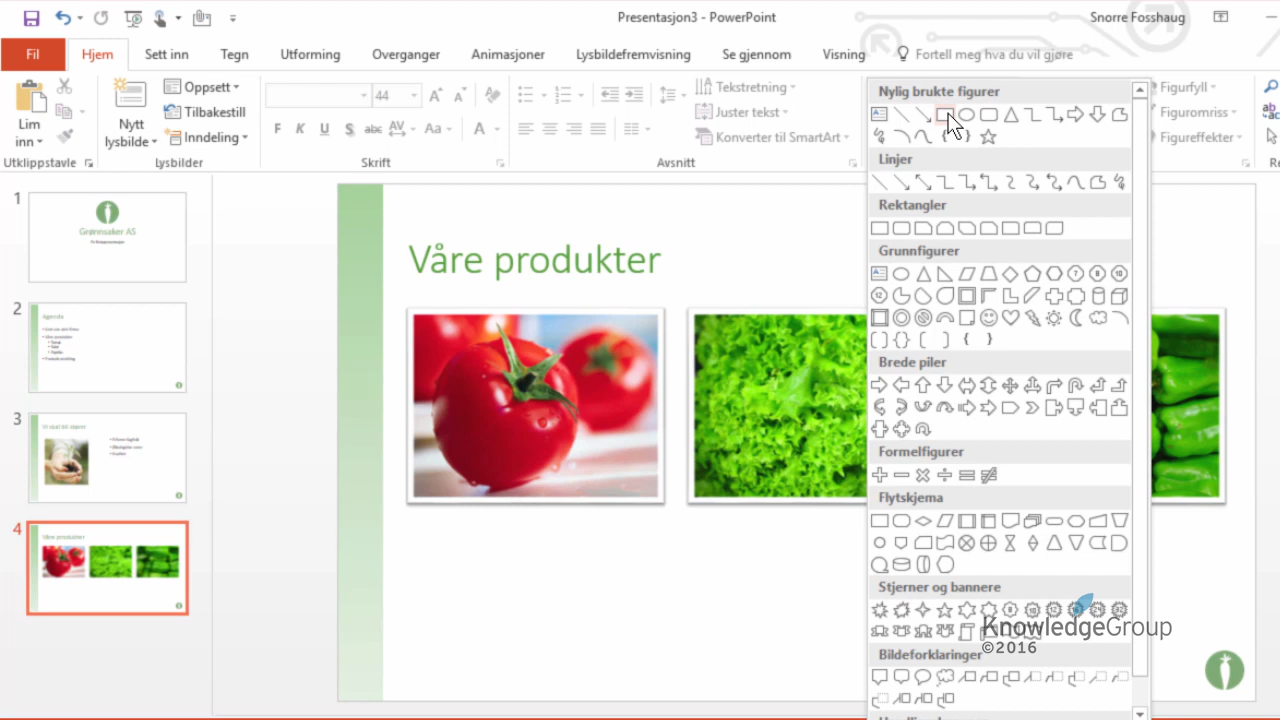 Presentasjon3 - PowerPoint
Snorre Fosshaug
Fil
Hjem
Sett inn
Tegn
Utforming
Overganger
Animasjoner
Lysbildefremvisning
Se gjennom
Visning
Fortell meg hva du vil gjøre
Lim inn
Utklippstavle
Nytt lysbilde
Oppsett
Tilbakestill
Inndeling
Lysbilder
44
F K U S abc AV Aa A
Skrift
Tekstretning
Juster tekst
Konverter til SmartArt
Avsnitt
Figurfyll
Figuromriss
Figureffekter
Nylig brukte figurer
Linjer
Rektangler
Grunnfigurer
Brede piler
Formelfigurer
Flytskjema
Stjerner og bannere
Bildeforklaringer
1
Grønnsaker AS
2
Agenda
3
4
Våre produkter
Våre produkter
KnowledgeGroup
©2016